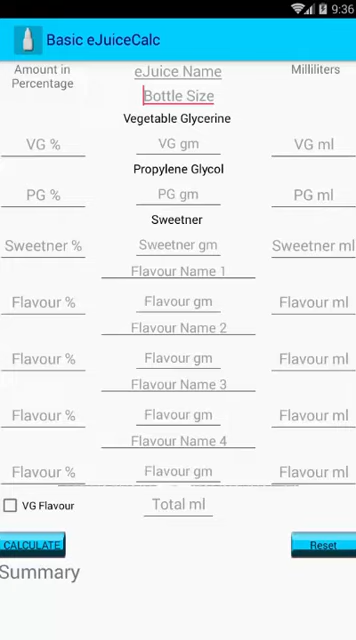 9:36
Basic eJuiceCalc
Amount in eJuice Name Milliliters
Percentage
Bottle Size
Vegetable Glycerine
VG % VG gm VG ml
Propylene Glycol
PG % PG gm PG ml
Sweetner
Sweetner % Sweetner gm Sweetner ml
Flavour Name 1
Flavour % Flavour gm Flavour ml
Flavour Name 2
Flavour % Flavour gm Flavour ml
Flavour Name 3
Flavour % Flavour gm Flavour ml
Flavour Name 4
Flavour % Flavour gm Flavour ml
VG Flavour Total ml
CALCULATE Reset
Summary